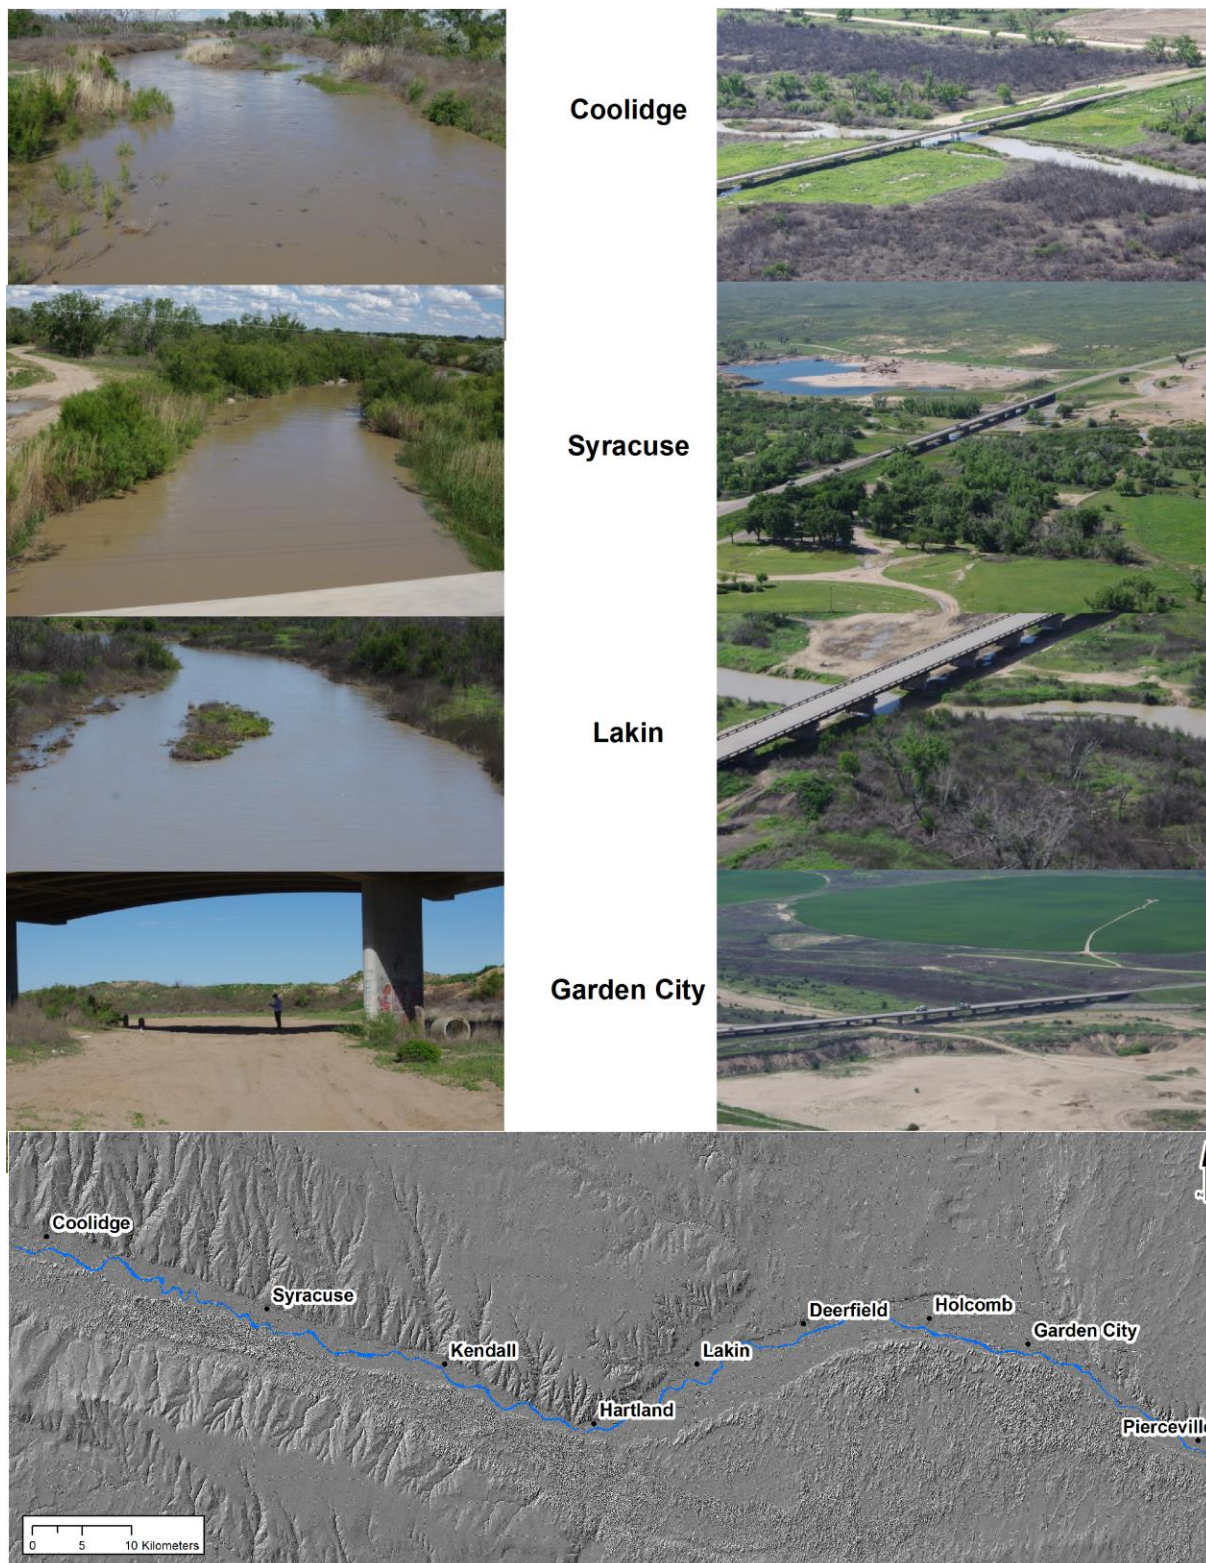 Coolidge
Syracuse
Lakin
Garden City
Coolidge
Syracuse
Kendall
Hartland
Lakin
Deerfield
Holcomb
Garden City
Pierceville
0 5 10 Kilometers